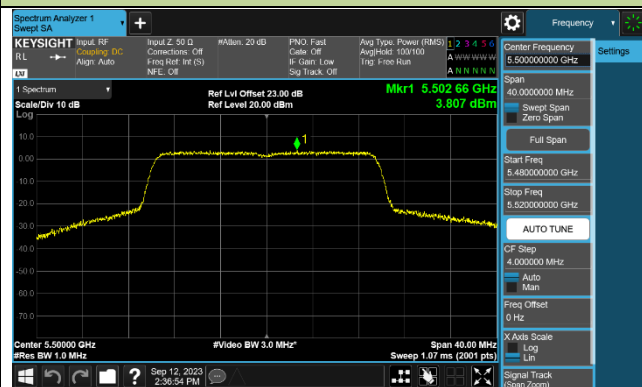 Spectrum Analyzer 1
Swept SA
+
Frequency
KEYSIGHT
RL
LXI
Input: RF
Coupling: DC
Align: Auto
Input Z: 50 Ω
Corrections: Off
Freq Ref: Int (S)
NFE: Off
#Atten: 20 dB
PNO: Fast
Gate: Off
IF Gain: Low
Sig Track: Off
Avg Type: Power (RMS)
Avg|Hold: 100/100
Trig: Free Run
1 2 3 4 5 6
A W W W W W
A N N N N N
1 Spectrum
Scale/Div 10 dB
Log
Ref Lvl Offset 23.00 dB
Ref Level 20.00 dBm
Mkr1 5.502 66 GHz
3.807 dBm
1
10.0
0.00
-10.0
-20.0
-30.0
-40.0
-50.0
-60.0
-70.0
Center 5.50000 GHz
#Res BW 1.0 MHz
#Video BW 3.0 MHz*
Span 40.00 MHz
Sweep 1.07 ms (2001 pts)
Sep 12, 2023
2:36:54 PM
?
Center Frequency
5.500000000 GHz
Settings
Span
40.0000000 MHz
Swept Span
Zero Span
Full Span
Start Freq
5.480000000 GHz
Stop Freq
5.520000000 GHz
AUTO TUNE
CF Step
4.000000 MHz
Auto
Man
Freq Offset
0 Hz
X Axis Scale
Log
Lin
Signal Track
(Span Zoom)